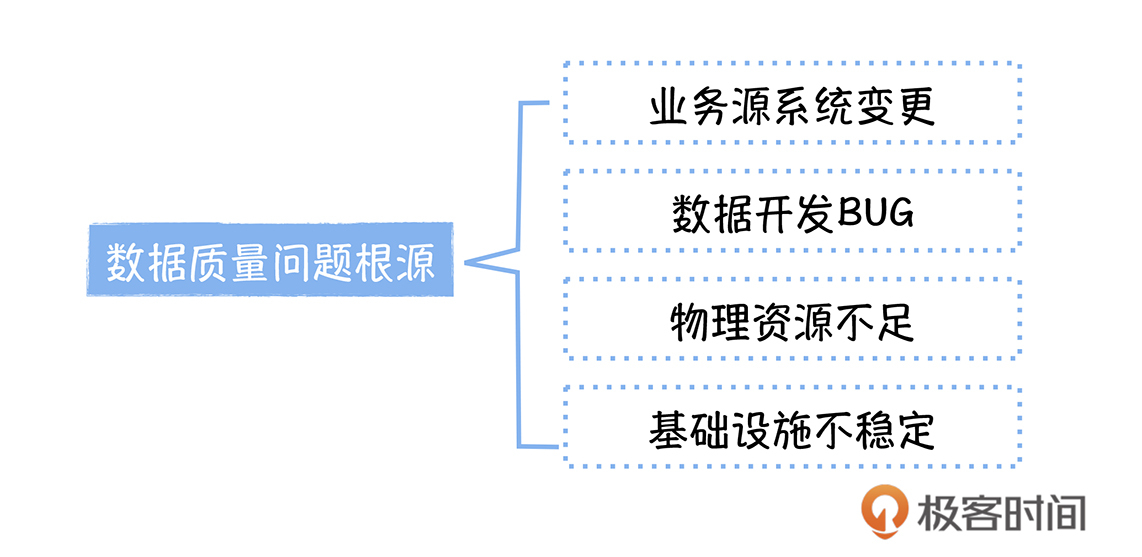 业务源系统变更
数据开发BUG
数据质量问题根源
物理资源不足
基础设施不稳定
极客时间